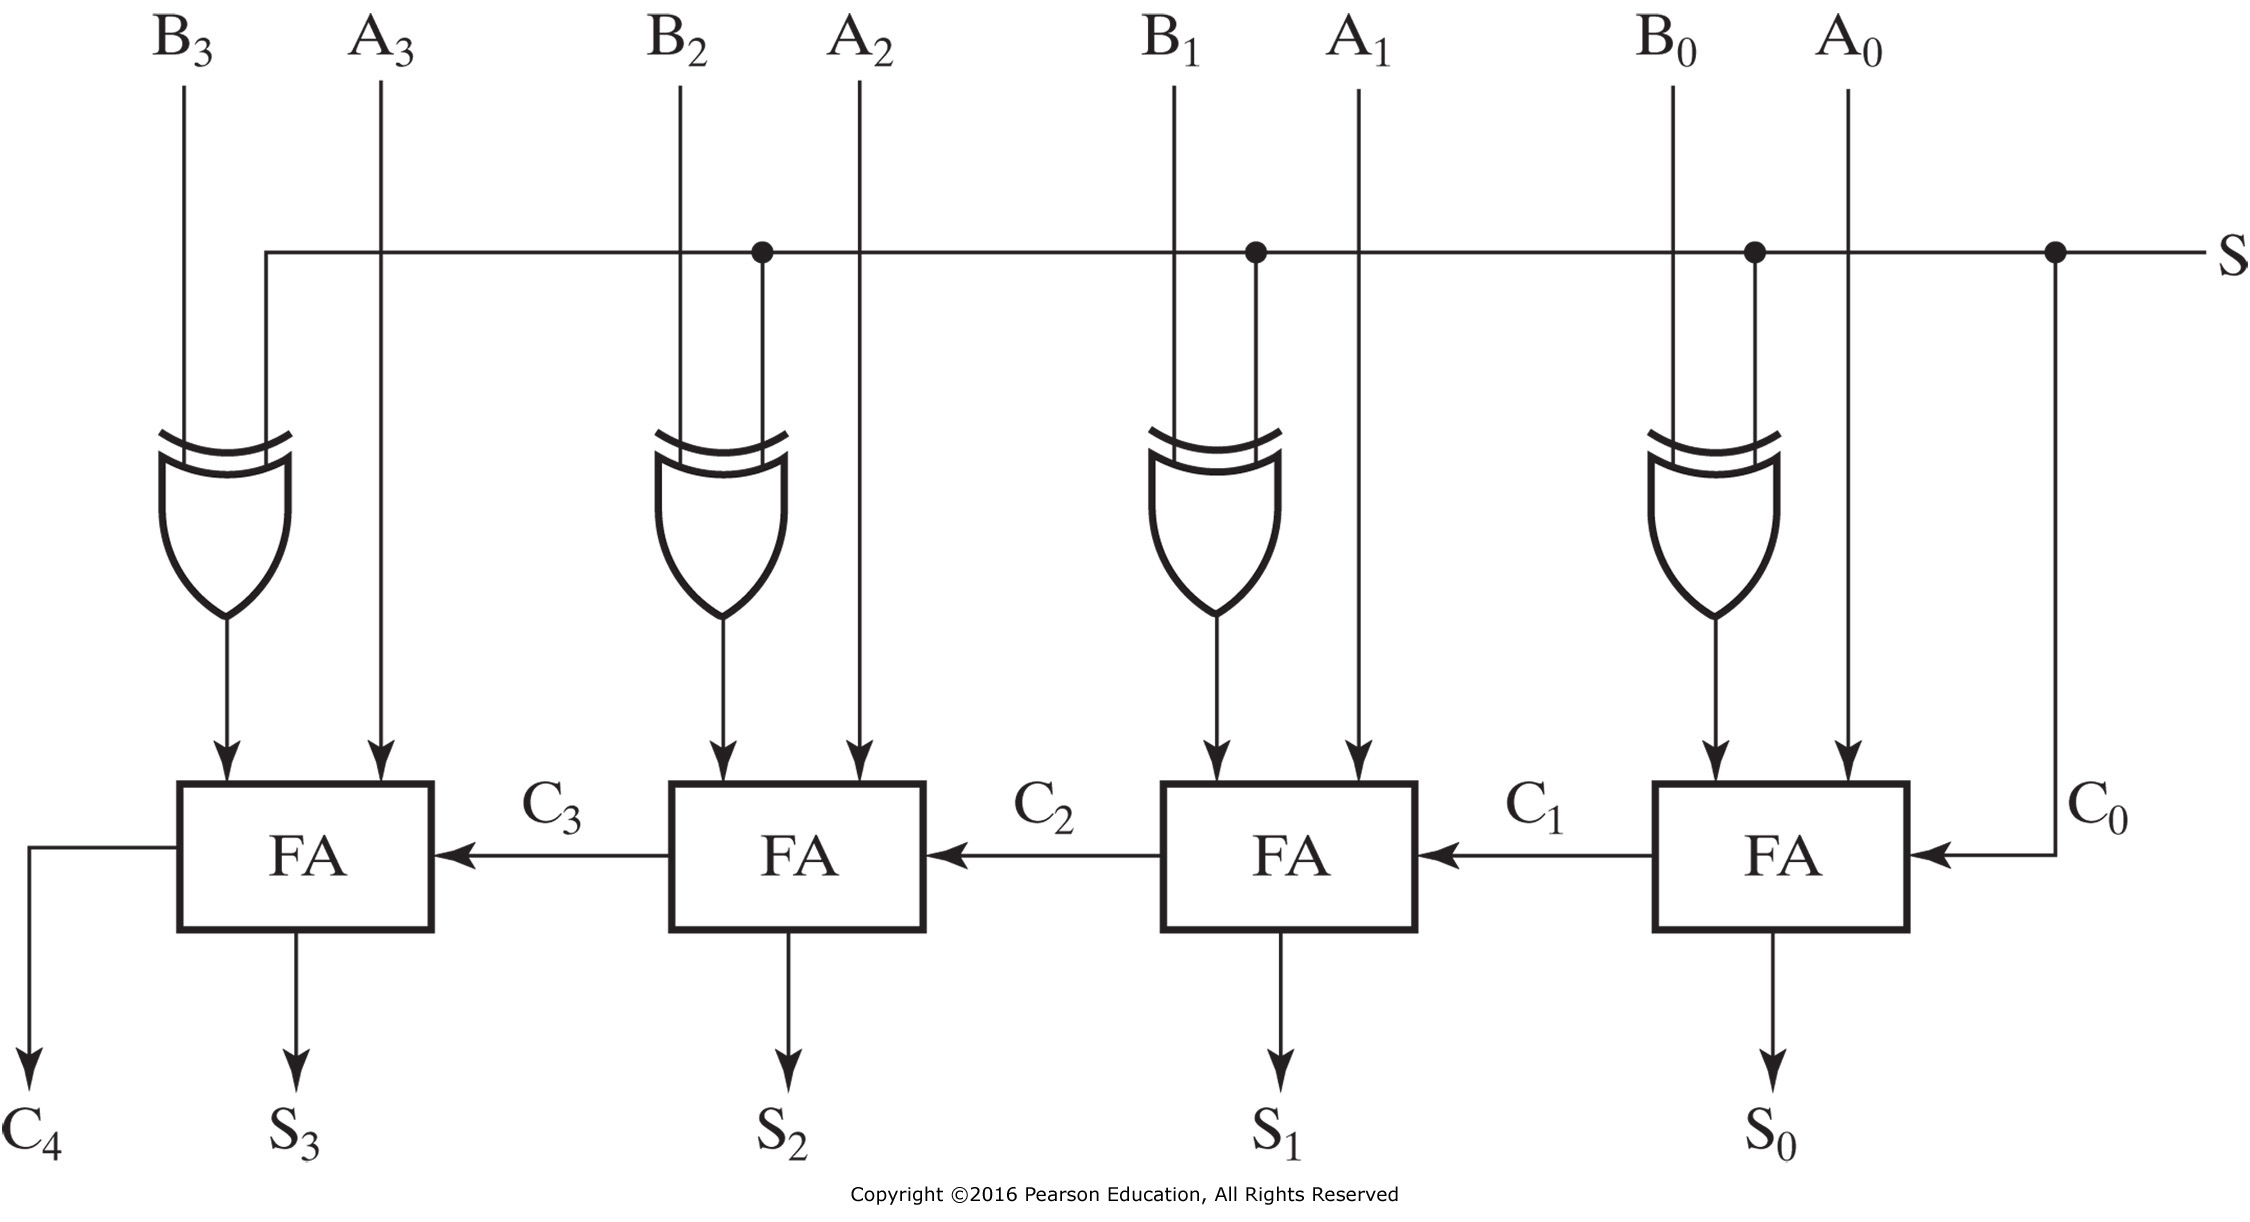 B₃ A₃ B₂ A₂ B₁ A₁ B₀ A₀
S
C₃ C₂ C₁ C₀
FA FA FA FA
C₄ S₃ S₂ S₁ S₀
Copyright ©2016 Pearson Education, All Rights Reserved